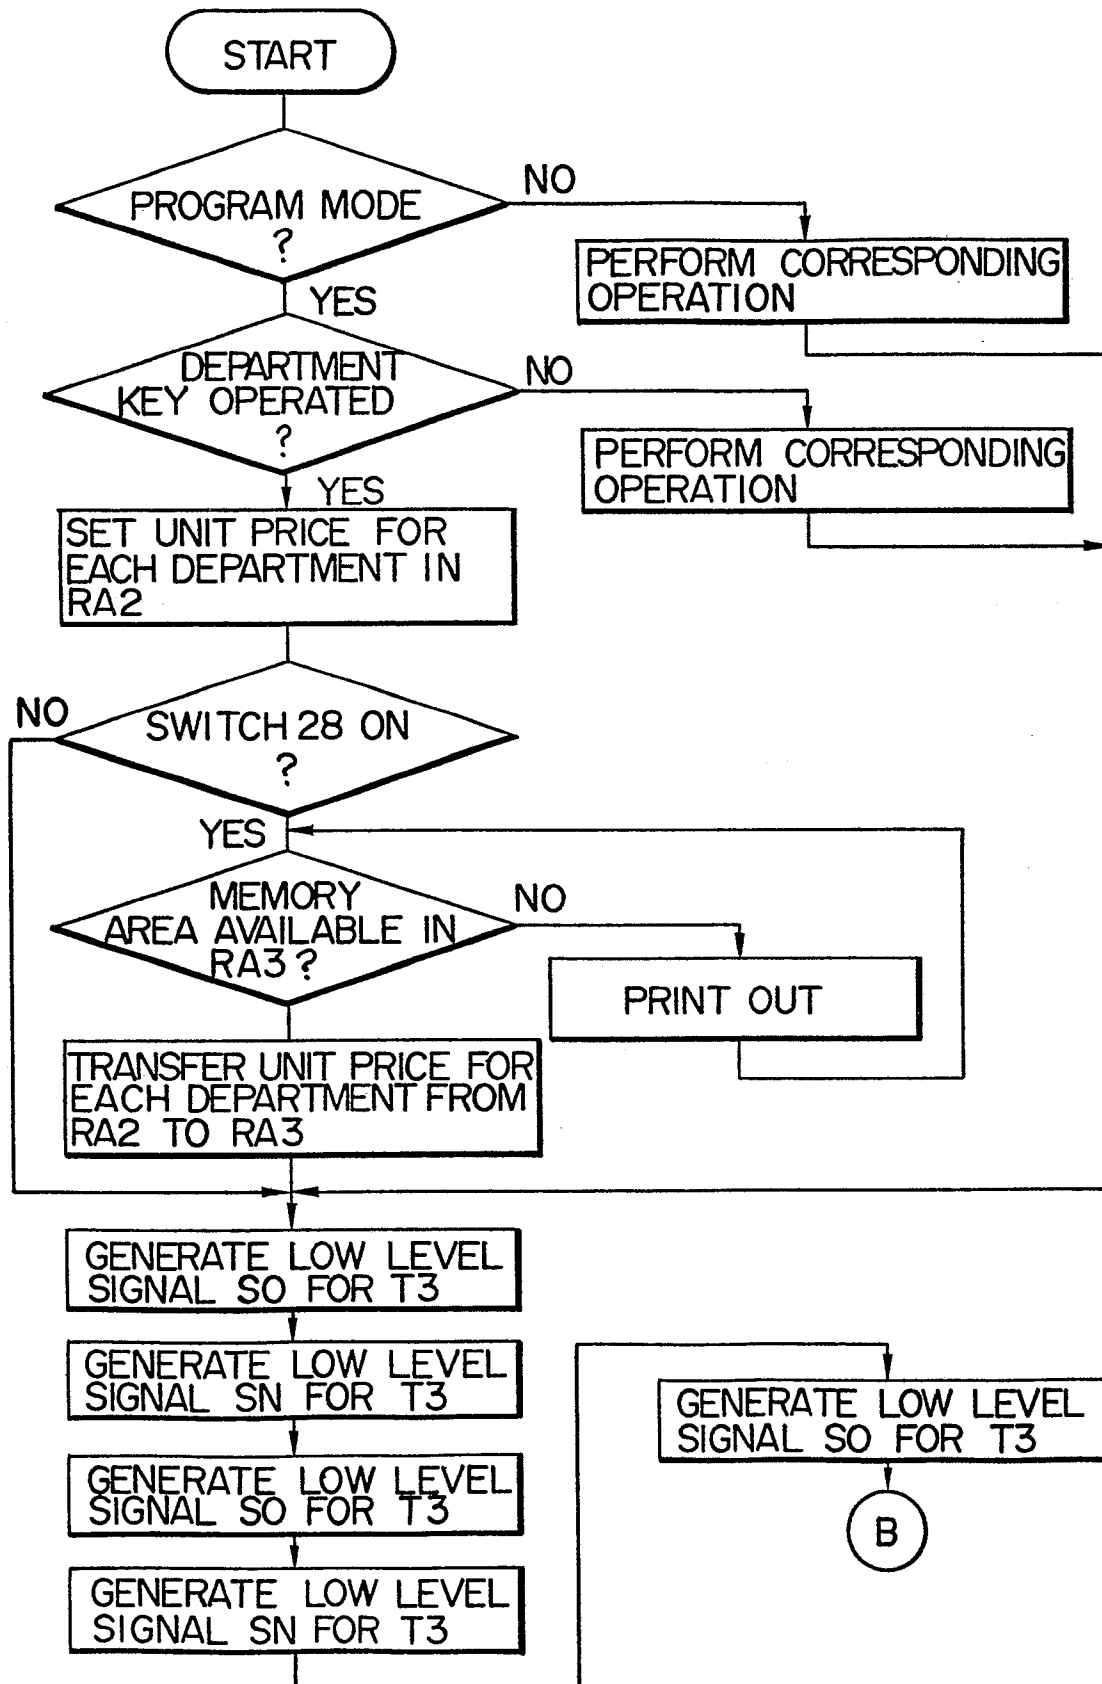 START
PROGRAM MODE
?
NO
PERFORM CORRESPONDING
OPERATION
YES
DEPARTMENT
KEY OPERATED
?
NO
PERFORM CORRESPONDING
OPERATION
YES
SET UNIT PRICE FOR
EACH DEPARTMENT IN
RA2
NO
SWITCH 28 ON
?
YES
MEMORY
AREA AVAILABLE IN
RA3?
NO
PRINT OUT
TRANSFER UNIT PRICE FOR
EACH DEPARTMENT FROM
RA2 TO RA3
GENERATE LOW LEVEL
SIGNAL SO FOR T3
GENERATE LOW LEVEL
SIGNAL SN FOR T3
GENERATE LOW LEVEL
SIGNAL SO FOR T3
GENERATE LOW LEVEL
SIGNAL SN FOR T3
GENERATE LOW LEVEL
SIGNAL SO FOR T3
B